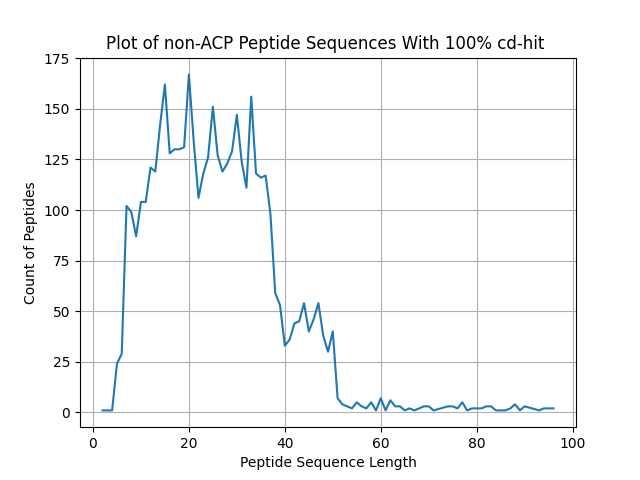 Plot of non-ACP Peptide Sequences With 100% cd-hit
175
150
125
100
75
50
25
0
Count of Peptides
0 20 40 60 80 100
Peptide Sequence Length